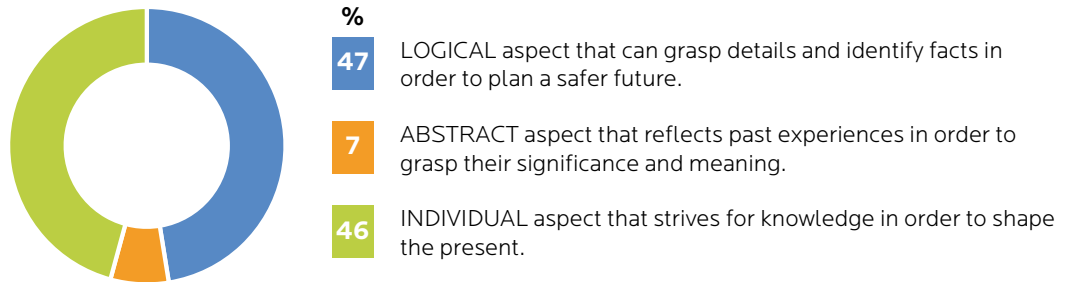 %
47
LOGICAL aspect that can grasp details and identify facts in
order to plan a safer future.
7
ABSTRACT aspect that reflects past experiences in order to
grasp their significance and meaning.
46
INDIVIDUAL aspect that strives for knowledge in order to shape
the present.